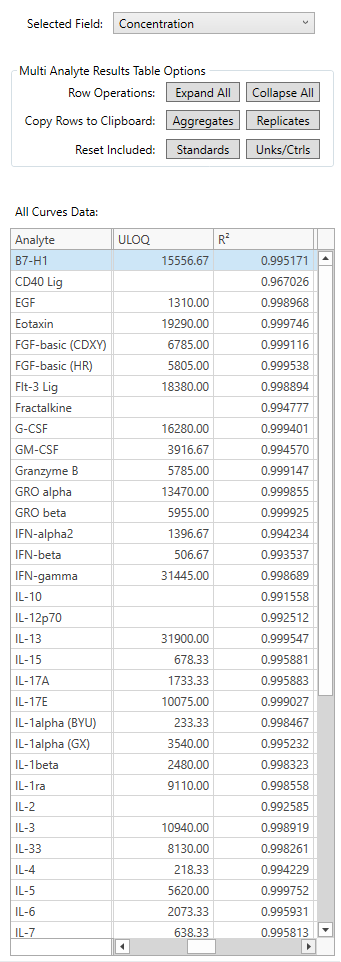 Selected Field: Concentration
Multi Analyte Results Table Options
Row Operations: Expand All Collapse All
Copy Rows to Clipboard: Aggregates Replicates
Reset Included: Standards Unks/Ctrls
All Curves Data:
Analyte ULOQ R²
B7-H1 15556.67 0.995171
CD40 Lig 0.967026
EGF 1310.00 0.998968
Eotaxin 19290.00 0.999746
FGF-basic (CDXY) 6785.00 0.999116
FGF-basic (HR) 5805.00 0.999538
Flt-3 Lig 18380.00 0.998894
Fractalkine 0.994777
G-CSF 16280.00 0.999401
GM-CSF 3916.67 0.994570
Granzyme B 5785.00 0.999147
GRO alpha 13470.00 0.999855
GRO beta 5955.00 0.999925
IFN-alpha2 1396.67 0.994234
IFN-beta 506.67 0.993537
IFN-gamma 31445.00 0.998689
IL-10 0.991558
IL-12p70 0.992512
IL-13 31900.00 0.999547
IL-15 678.33 0.995881
IL-17A 1733.33 0.995883
IL-17E 10075.00 0.999027
IL-1alpha (BYU) 233.33 0.998467
IL-1alpha (GX) 3540.00 0.995232
IL-1beta 2480.00 0.998323
IL-1ra 9110.00 0.998558
IL-2 0.992585
IL-3 10940.00 0.998919
IL-33 8130.00 0.998261
IL-4 218.33 0.994229
IL-5 5620.00 0.999752
IL-6 2073.33 0.995931
IL-7 638.33 0.995813